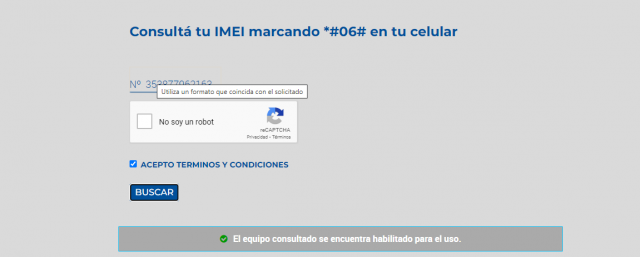 Consultá tu IMEI marcando *#06# en tu celular
Nº
Utiliza un formato que coincida con el solicitado
No soy un robot
reCAPTCHA
Privacidad - Términos
ACEPTO TERMINOS Y CONDICIONES
BUSCAR
El equipo consultado se encuentra habilitado para el uso.